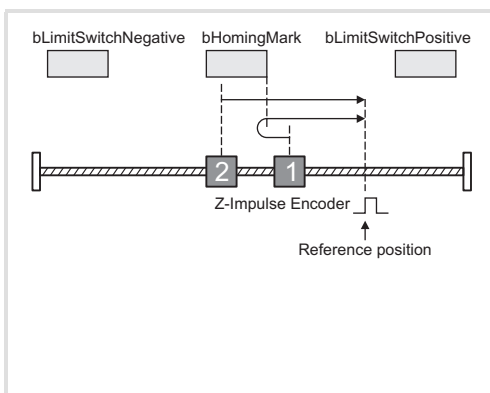 bLimitSwitchNegative bHomingMark bLimitSwitchPositive
2 1
Z-Impulse Encoder
Reference position